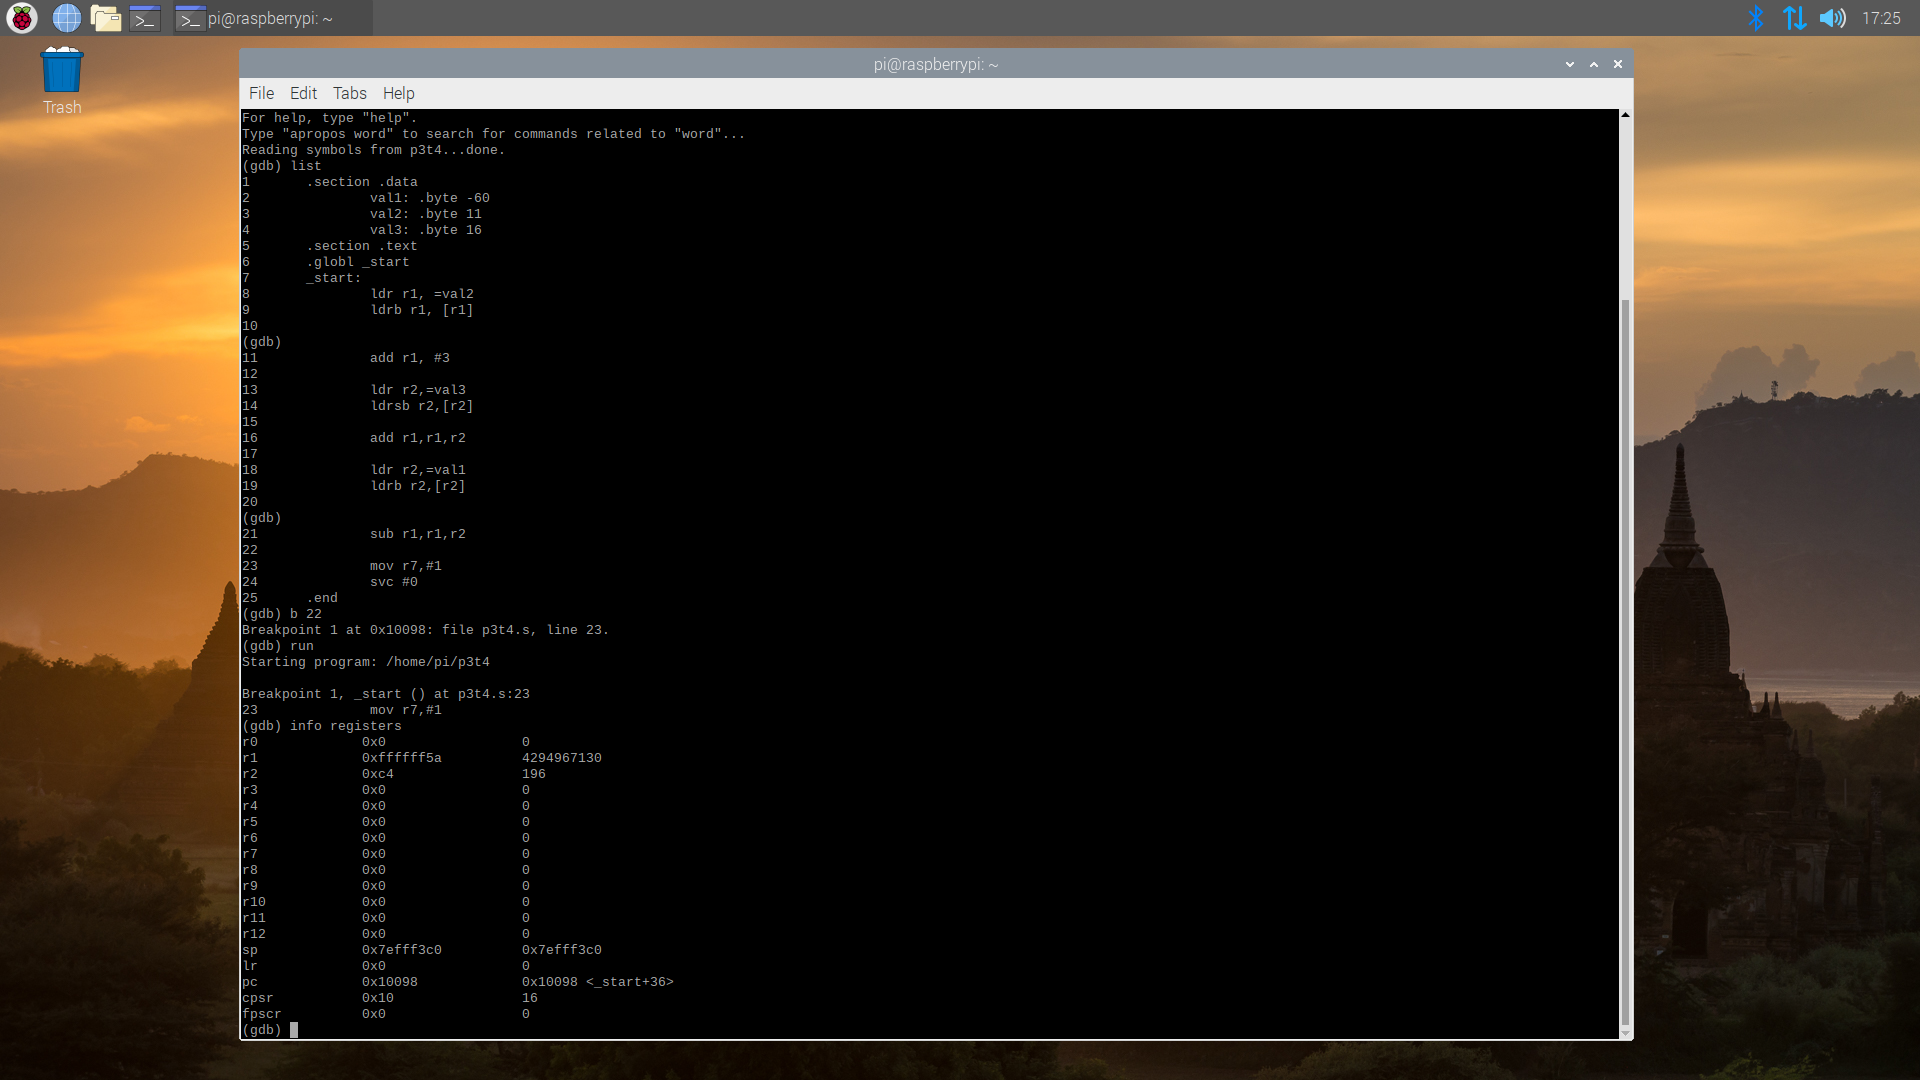 pi@raspberrypi: ~
17:25
Trash
pi@raspberrypi: ~
File Edit Tabs Help
For help, type "help".
Type "apropos word" to search for commands related to "word"...
Reading symbols from p3t4...done.
(gdb) list
1 .section .data
2 val1: .byte -60
3 val2: .byte 11
4 val3: .byte 16
5 .section .text
6 .globl _start
7 _start:
8 ldr r1, =val2
9 ldrb r1, [r1]
10
(gdb)
11 add r1, #3
12
13 ldr r2,=val3
14 ldrsb r2,[r2]
15
16 add r1,r1,r2
17
18 ldr r2,=val1
19 ldrb r2,[r2]
20
(gdb)
21 sub r1,r1,r2
22
23 mov r7,#1
24 svc #0
25 .end
(gdb) b 22
Breakpoint 1 at 0x10098: file p3t4.s, line 23.
(gdb) run
Starting program: /home/pi/p3t4
Breakpoint 1, _start () at p3t4.s:23
23 mov r7,#1
(gdb) info registers
r0 0x0 0
r1 0xffffff5a 4294967130
r2 0xc4 196
r3 0x0 0
r4 0x0 0
r5 0x0 0
r6 0x0 0
r7 0x0 0
r8 0x0 0
r9 0x0 0
r10 0x0 0
r11 0x0 0
r12 0x0 0
sp 0x7efff3c0 0x7efff3c0
lr 0x0 0
pc 0x10098 0x10098 <_start+36>
cpsr 0x10 16
fpscr 0x0 0
(gdb)